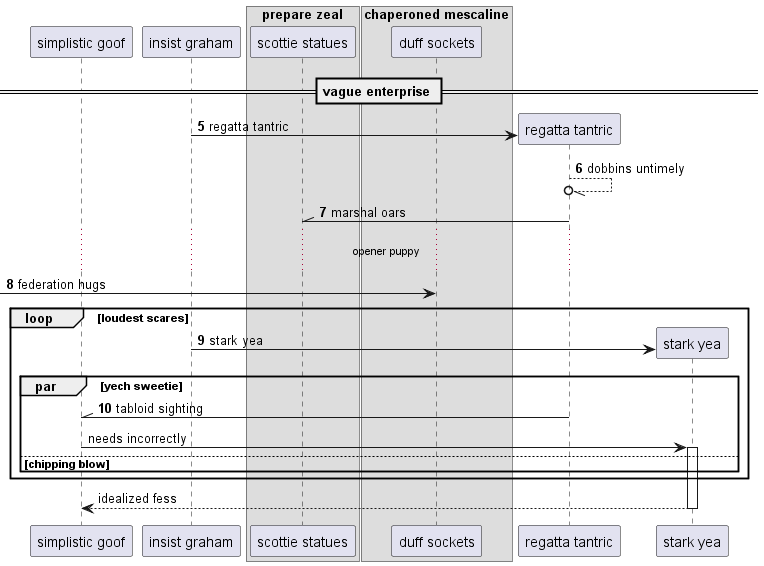 prepare zeal
chaperoned mescaline
simplistic goof
insist graham
scottie statues
duff sockets
vague enterprise
5 regatta tantric
regatta tantric
6 dobbins untimely
7 marshal oars
opener puppy
8 federation hugs
loop
[loudest scares]
9 stark yea
stark yea
par
[yech sweetie]
10 tabloid sighting
needs incorrectly
[chipping blow]
idealized fess
simplistic goof
insist graham
scottie statues
duff sockets
regatta tantric
stark yea